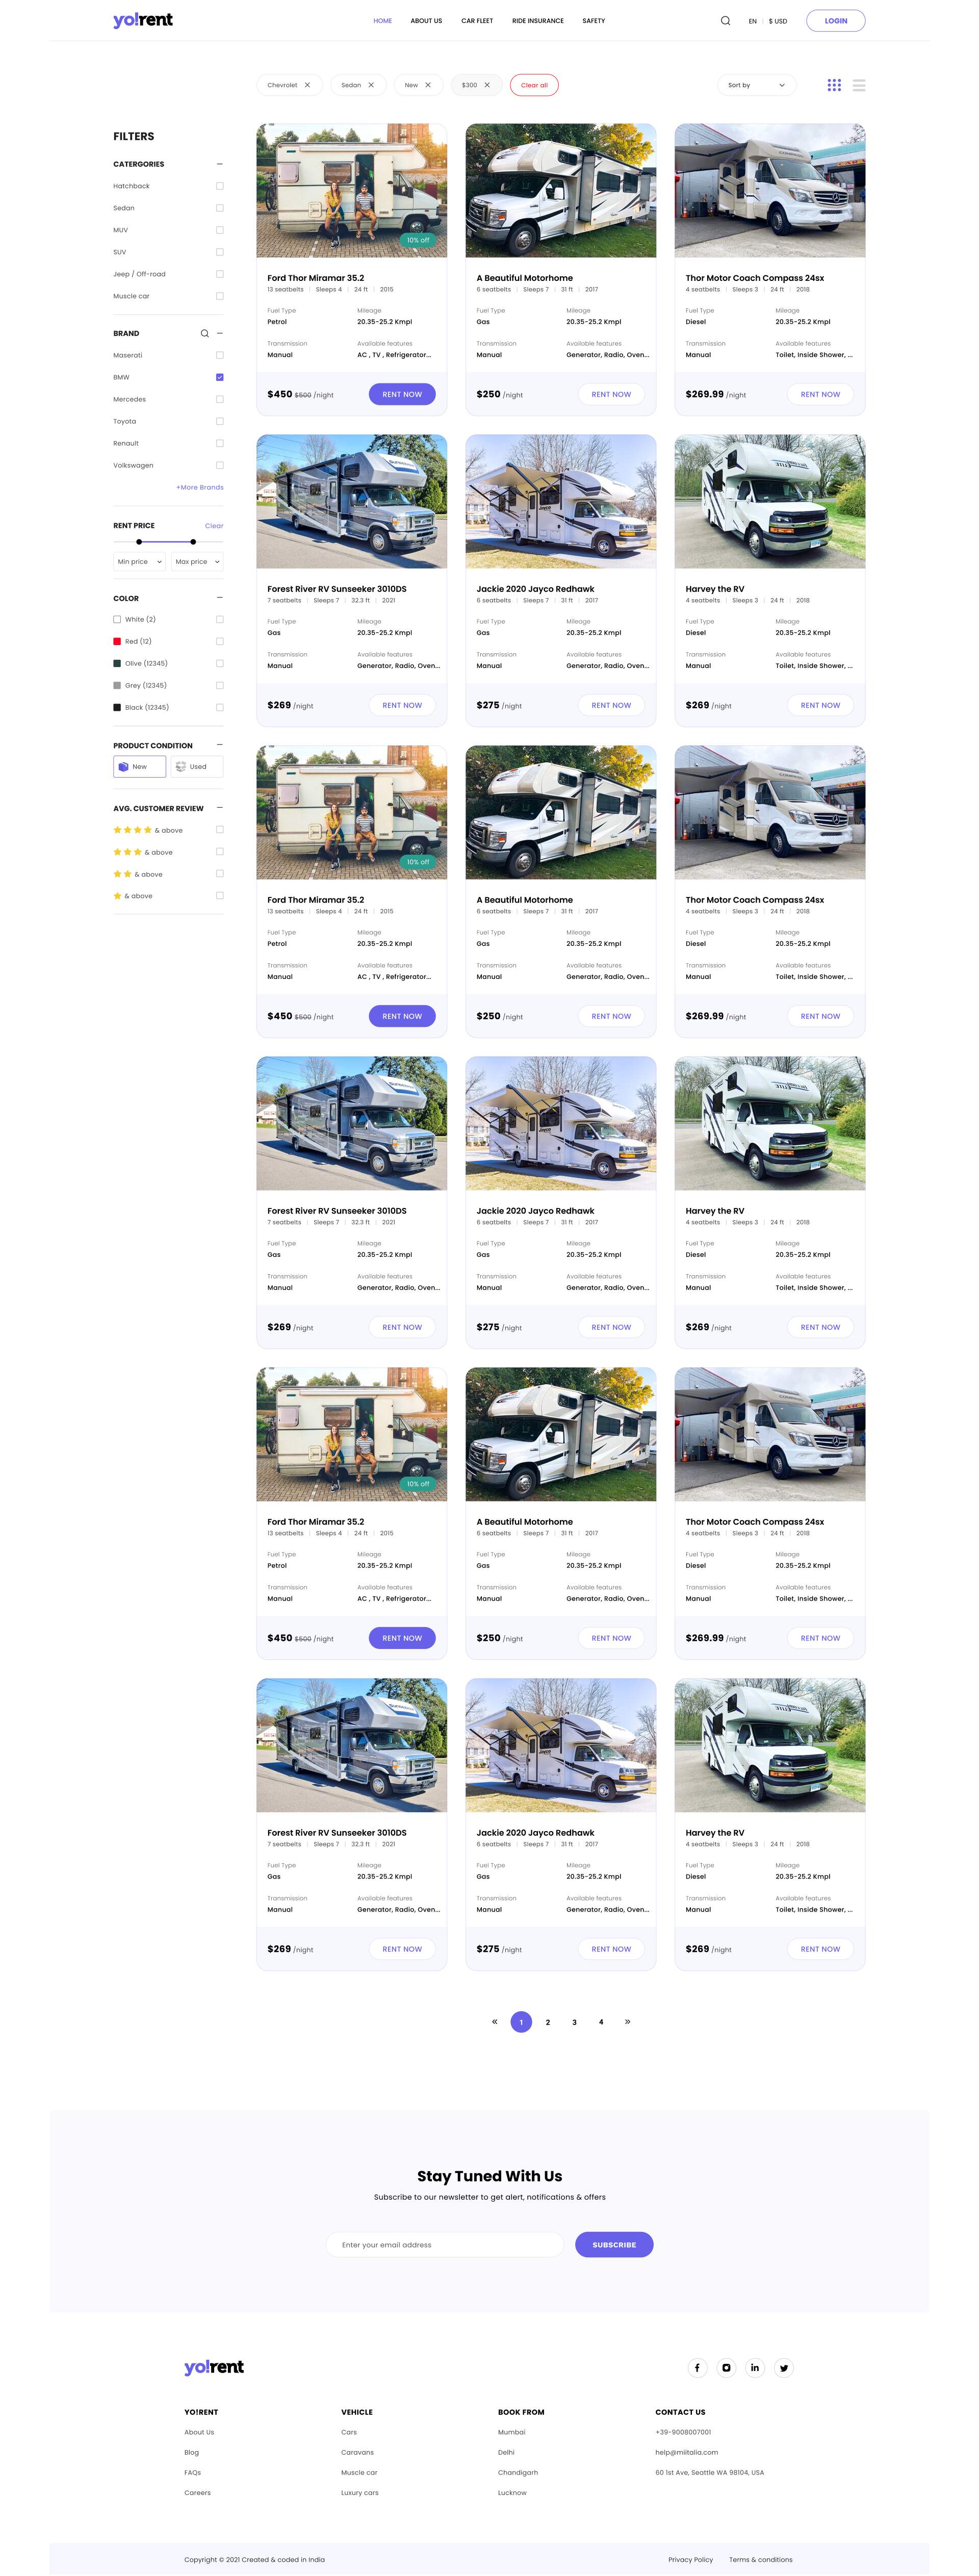 yo!rent
HOME ABOUT US CAR FLEET RIDE INSURANCE SAFETY
EN $ USD LOGIN
Chevrolet Sedan New $300 Clear all
Sort by
FILTERS
CATERGORIES
Hatchback
Sedan
MUV
SUV
Jeep / Off-road
Muscle car
BRAND
Maserati
BMW
Mercedes
Toyota
Renault
Volkswagen
+More Brands
RENT PRICE Clear
Min price Max price
COLOR
White (2)
Red (12)
Olive (12345)
Grey (12345)
Black (12345)
PRODUCT CONDITION
New Used
AVG. CUSTOMER REVIEW
& above
& above
& above
& above
10% off
Ford Thor Miramar 35.2
13 seatbelts Sleeps 4 24 ft 2015
Fuel Type Mileage
Petrol 20.35-25.2 Kmpl
Transmission Available features
Manual AC , TV , Refrigerator...
$450 $500 /night RENT NOW
A Beautiful Motorhome
6 seatbelts Sleeps 7 31 ft 2017
Fuel Type Mileage
Gas 20.35-25.2 Kmpl
Transmission Available features
Manual Generator, Radio, Oven...
$250 /night RENT NOW
Thor Motor Coach Compass 24sx
4 seatbelts Sleeps 3 24 ft 2018
Fuel Type Mileage
Diesel 20.35-25.2 Kmpl
Transmission Available features
Manual Toilet, Inside Shower, ...
$269.99 /night RENT NOW
Forest River RV Sunseeker 3010DS
7 seatbelts Sleeps 7 32.3 ft 2021
Fuel Type Mileage
Gas 20.35-25.2 Kmpl
Transmission Available features
Manual Generator, Radio, Oven...
$269 /night RENT NOW
Jackie 2020 Jayco Redhawk
6 seatbelts Sleeps 7 31 ft 2017
Fuel Type Mileage
Gas 20.35-25.2 Kmpl
Transmission Available features
Manual Generator, Radio, Oven...
$275 /night RENT NOW
Harvey the RV
4 seatbelts Sleeps 3 24 ft 2018
Fuel Type Mileage
Diesel 20.35-25.2 Kmpl
Transmission Available features
Manual Toilet, Inside Shower, ...
$269 /night RENT NOW
10% off
Ford Thor Miramar 35.2
13 seatbelts Sleeps 4 24 ft 2015
Fuel Type Mileage
Petrol 20.35-25.2 Kmpl
Transmission Available features
Manual AC , TV , Refrigerator...
$450 $500 /night RENT NOW
A Beautiful Motorhome
6 seatbelts Sleeps 7 31 ft 2017
Fuel Type Mileage
Gas 20.35-25.2 Kmpl
Transmission Available features
Manual Generator, Radio, Oven...
$250 /night RENT NOW
Thor Motor Coach Compass 24sx
4 seatbelts Sleeps 3 24 ft 2018
Fuel Type Mileage
Diesel 20.35-25.2 Kmpl
Transmission Available features
Manual Toilet, Inside Shower, ...
$269.99 /night RENT NOW
Forest River RV Sunseeker 3010DS
7 seatbelts Sleeps 7 32.3 ft 2021
Fuel Type Mileage
Gas 20.35-25.2 Kmpl
Transmission Available features
Manual Generator, Radio, Oven...
$269 /night RENT NOW
Jackie 2020 Jayco Redhawk
6 seatbelts Sleeps 7 31 ft 2017
Fuel Type Mileage
Gas 20.35-25.2 Kmpl
Transmission Available features
Manual Generator, Radio, Oven...
$275 /night RENT NOW
Harvey the RV
4 seatbelts Sleeps 3 24 ft 2018
Fuel Type Mileage
Diesel 20.35-25.2 Kmpl
Transmission Available features
Manual Toilet, Inside Shower, ...
$269 /night RENT NOW
10% off
Ford Thor Miramar 35.2
13 seatbelts Sleeps 4 24 ft 2015
Fuel Type Mileage
Petrol 20.35-25.2 Kmpl
Transmission Available features
Manual AC , TV , Refrigerator...
$450 $500 /night RENT NOW
A Beautiful Motorhome
6 seatbelts Sleeps 7 31 ft 2017
Fuel Type Mileage
Gas 20.35-25.2 Kmpl
Transmission Available features
Manual Generator, Radio, Oven...
$250 /night RENT NOW
Thor Motor Coach Compass 24sx
4 seatbelts Sleeps 3 24 ft 2018
Fuel Type Mileage
Diesel 20.35-25.2 Kmpl
Transmission Available features
Manual Toilet, Inside Shower, ...
$269.99 /night RENT NOW
Forest River RV Sunseeker 3010DS
7 seatbelts Sleeps 7 32.3 ft 2021
Fuel Type Mileage
Gas 20.35-25.2 Kmpl
Transmission Available features
Manual Generator, Radio, Oven...
$269 /night RENT NOW
Jackie 2020 Jayco Redhawk
6 seatbelts Sleeps 7 31 ft 2017
Fuel Type Mileage
Gas 20.35-25.2 Kmpl
Transmission Available features
Manual Generator, Radio, Oven...
$275 /night RENT NOW
Harvey the RV
4 seatbelts Sleeps 3 24 ft 2018
Fuel Type Mileage
Diesel 20.35-25.2 Kmpl
Transmission Available features
Manual Toilet, Inside Shower, ...
$269 /night RENT NOW
« 1 2 3 4 »
Stay Tuned With Us
Subscribe to our newsletter to get alert, notifications & offers
Enter your email address SUBSCRIBE
yo!rent
YO!RENT
About Us
Blog
FAQs
Careers
VEHICLE
Cars
Caravans
Muscle car
Luxury cars
BOOK FROM
Mumbai
Delhi
Chandigarh
Lucknow
CONTACT US
+39-9008007001
help@miitalia.com
60 1st Ave, Seattle WA 98104, USA
Copyright © 2021 Created & coded in India
Privacy Policy Terms & conditions